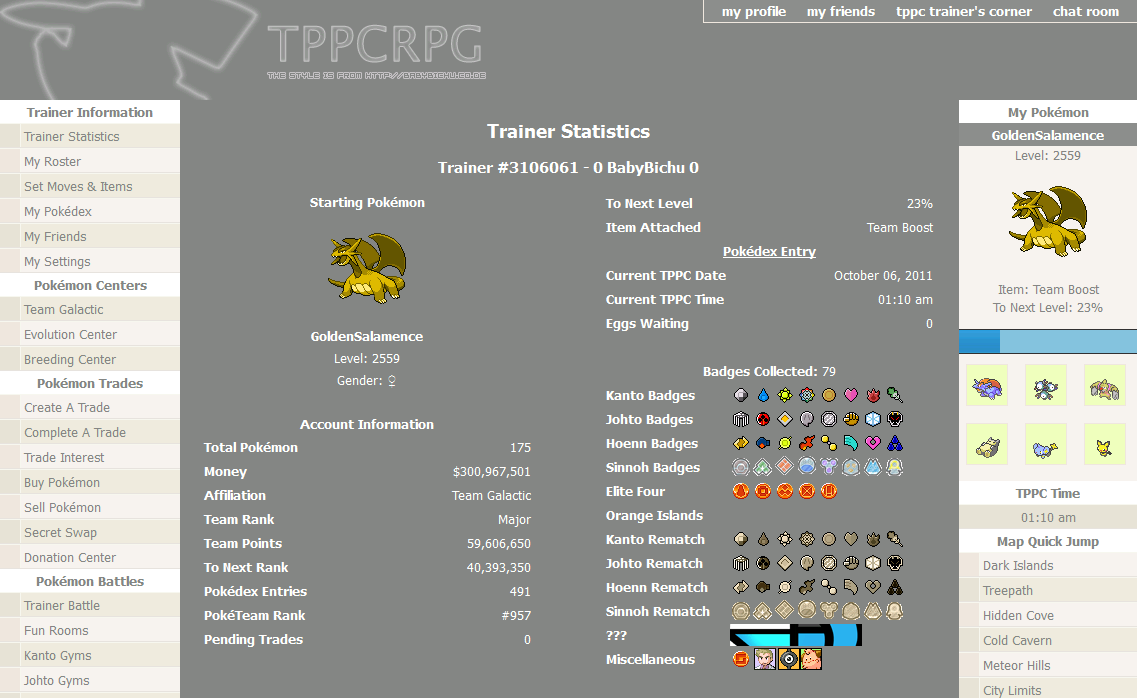 my profile my friends tppc trainer's corner chat room
TPPCRPG
THE STYLE IS FROM HTTP://BABYBICHU.CO.DE
Trainer Information
Trainer Statistics
My Roster
Set Moves & Items
My Pokédex
My Friends
My Settings
Pokémon Centers
Team Galactic
Evolution Center
Breeding Center
Pokémon Trades
Create A Trade
Complete A Trade
Trade Interest
Buy Pokémon
Sell Pokémon
Secret Swap
Donation Center
Pokémon Battles
Trainer Battle
Fun Rooms
Kanto Gyms
Johto Gyms
Trainer Statistics
Trainer #3106061 - 0 BabyBichu 0
Starting Pokémon
GoldenSalamence
Level: 2559
Gender: ♀
Account Information
Total Pokémon 175
Money $300,967,501
Affiliation Team Galactic
Team Rank Major
Team Points 59,606,650
To Next Rank 40,393,350
Pokédex Entries 491
PokéTeam Rank #957
Pending Trades 0
To Next Level 23%
Item Attached Team Boost
Pokédex Entry
Current TPPC Date October 06, 2011
Current TPPC Time 01:10 am
Eggs Waiting 0
Badges Collected: 79
Kanto Badges
Johto Badges
Hoenn Badges
Sinnoh Badges
Elite Four
Orange Islands
Kanto Rematch
Johto Rematch
Hoenn Rematch
Sinnoh Rematch
???
Miscellaneous
My Pokémon
GoldenSalamence
Level: 2559
Item: Team Boost
To Next Level: 23%
TPPC Time
01:10 am
Map Quick Jump
Dark Islands
Treepath
Hidden Cove
Cold Cavern
Meteor Hills
City Limits